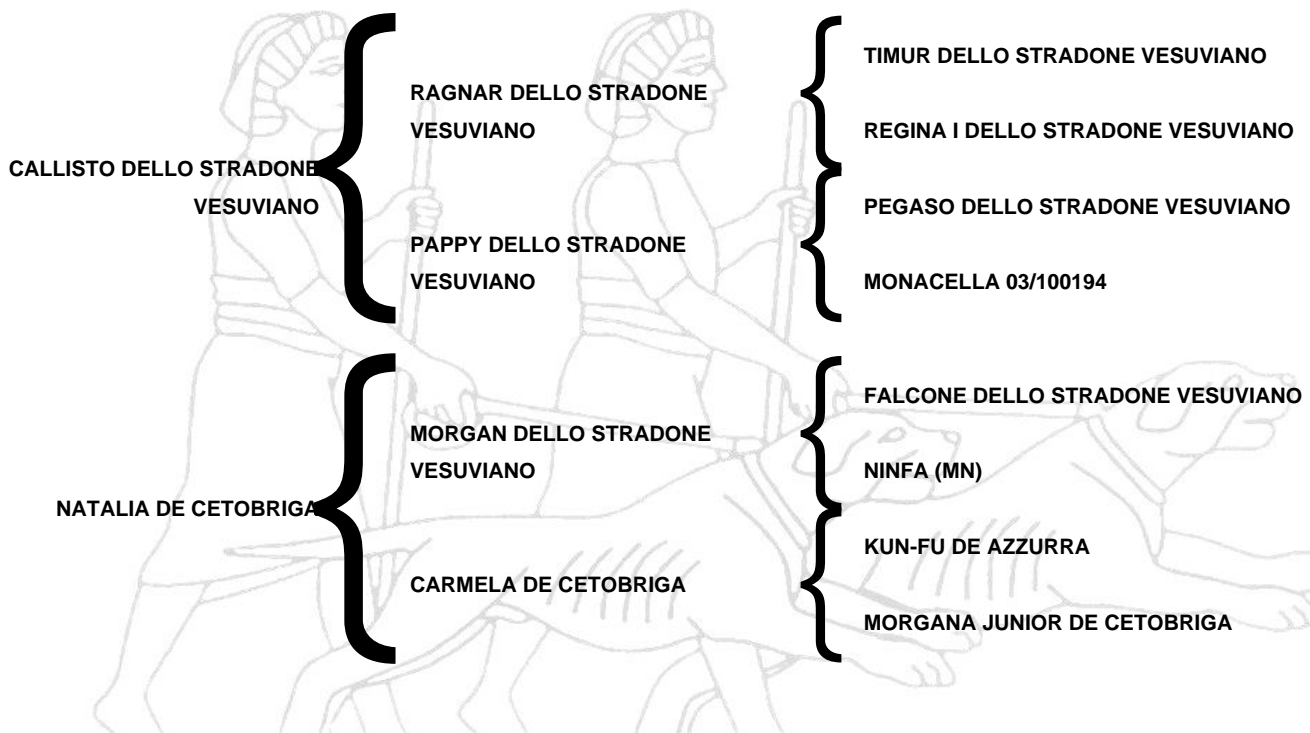 CALLISTO DELLO STRADONE
VESUVIANO
RAGNAR DELLO STRADONE
VESUVIANO
TIMUR DELLO STRADONE VESUVIANO
REGINA I DELLO STRADONE VESUVIANO
PAPPY DELLO STRADONE
VESUVIANO
PEGASO DELLO STRADONE VESUVIANO
MONACELLA 03/100194
NATALIA DE CETOBRIGA
MORGAN DELLO STRADONE
VESUVIANO
FALCONE DELLO STRADONE VESUVIANO
NINFA (MN)
CARMELA DE CETOBRIGA
KUN-FU DE AZZURRA
MORGANA JUNIOR DE CETOBRIGA